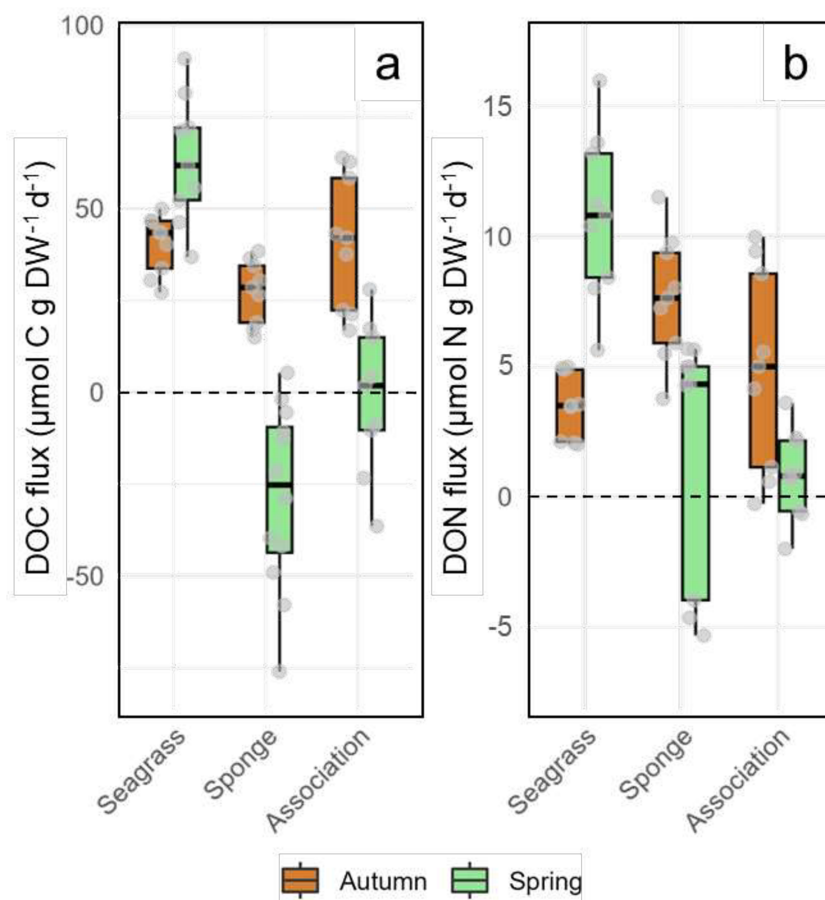 a
DOC flux (µmol C g DW⁻¹ d⁻¹)
100
50
0
-50
Seagrass
Sponge
Association
b
DON flux (µmol N g DW⁻¹ d⁻¹)
15
10
5
0
-5
Seagrass
Sponge
Association
Autumn
Spring